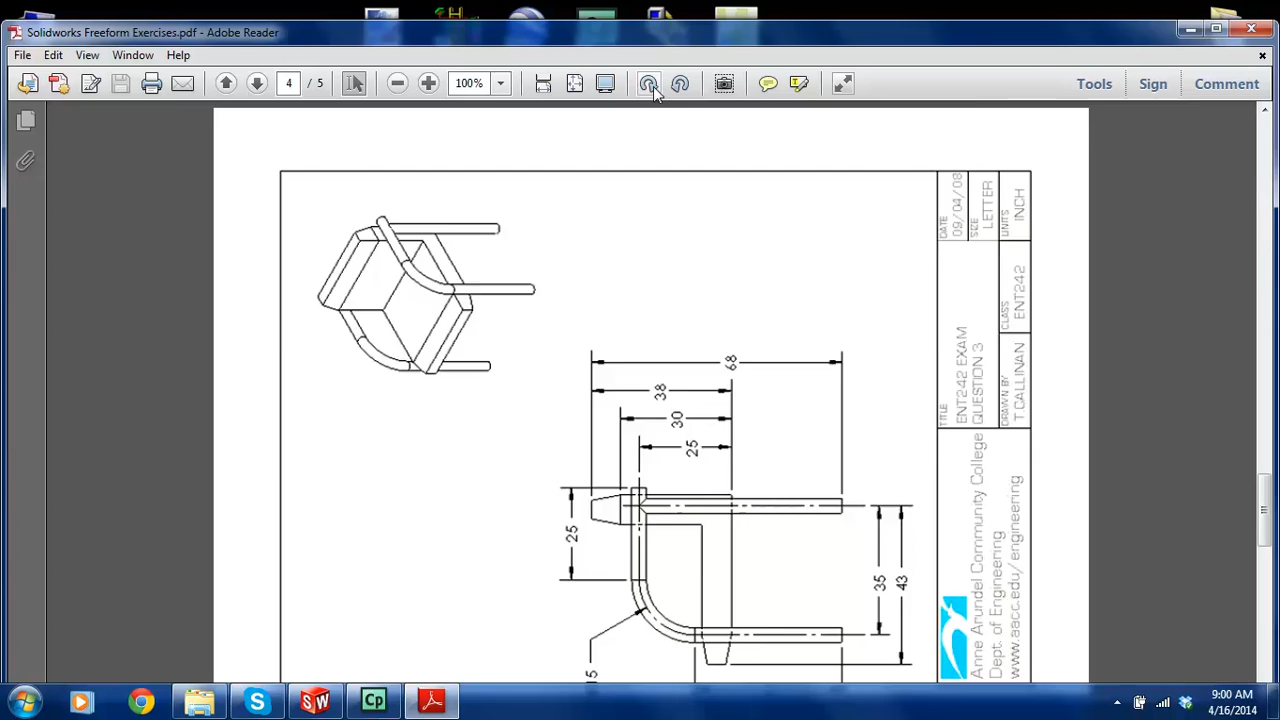 Solidworks Freeform Exercises.pdf - Adobe Reader
File Edit View Window Help
4 / 5
100%
Tools Sign Comment
68
38
30
25
25
35
43
15
DATE
09/04/08
SIZE
LETTER
UNITS
INCH
TITLE
ENT242 EXAM
QUESTION 3
CLASS
ENT242
DRAWN BY
T CALLINAN
Anne Arundel Community College
Dept. of Engineering
www.aacc.edu/engineering
9:00 AM
4/16/2014